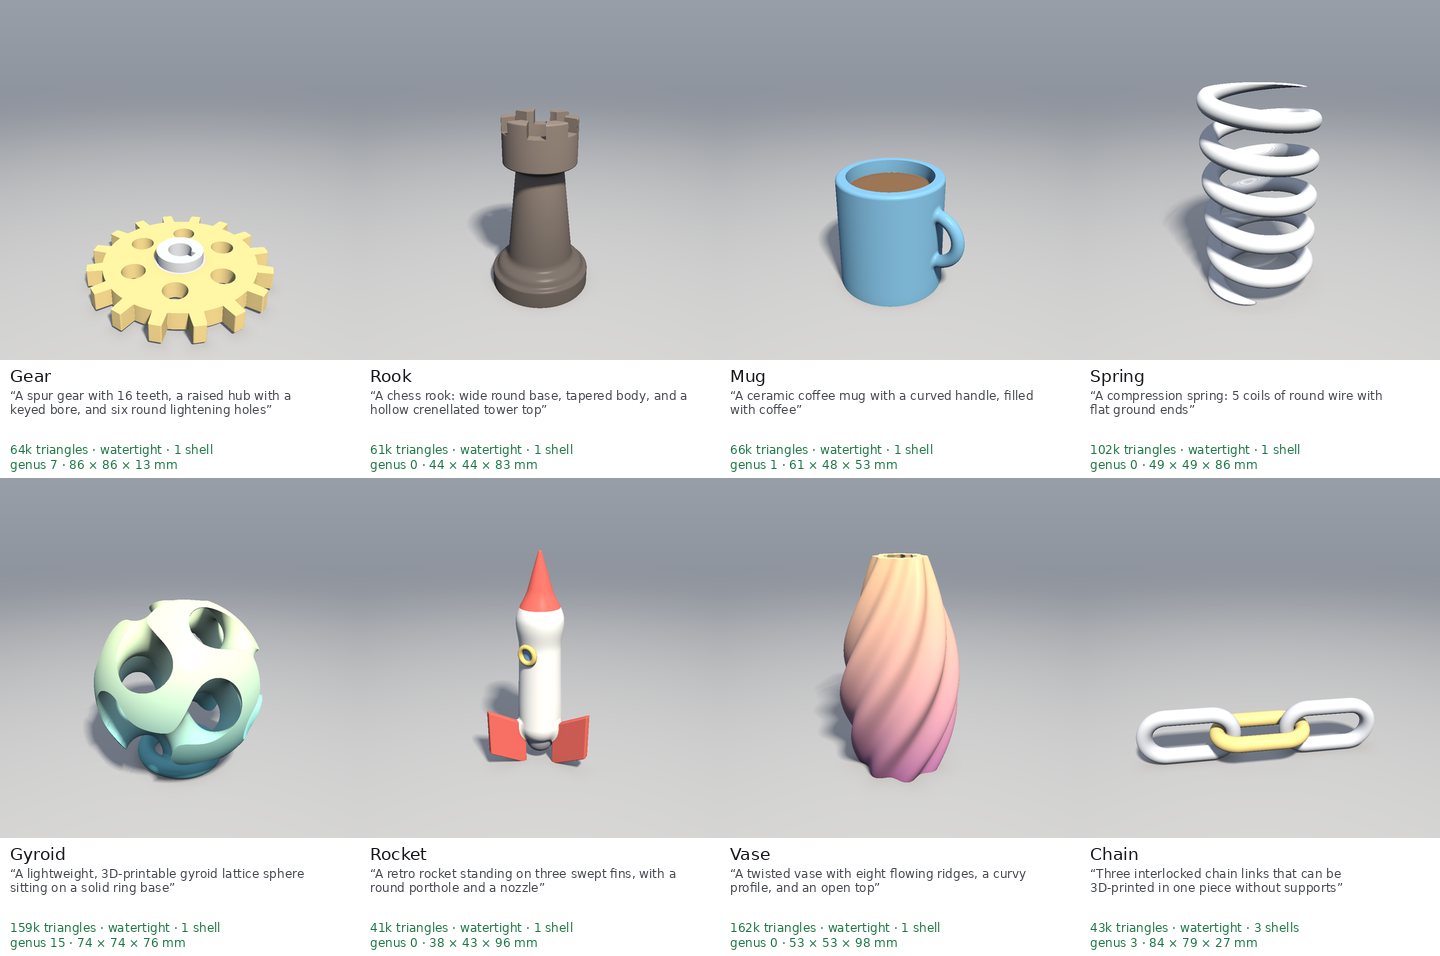 Gear
“A spur gear with 16 teeth, a raised hub with a
keyed bore, and six round lightening holes”
64k triangles · watertight · 1 shell
genus 7 · 86 × 86 × 13 mm
Rook
“A chess rook: wide round base, tapered body, and a
hollow crenellated tower top”
61k triangles · watertight · 1 shell
genus 0 · 44 × 44 × 83 mm
Mug
“A ceramic coffee mug with a curved handle, filled
with coffee”
66k triangles · watertight · 1 shell
genus 1 · 61 × 48 × 53 mm
Spring
“A compression spring: 5 coils of round wire with
flat ground ends”
102k triangles · watertight · 1 shell
genus 0 · 49 × 49 × 86 mm
Gyroid
“A lightweight, 3D-printable gyroid lattice sphere
sitting on a solid ring base”
159k triangles · watertight · 1 shell
genus 15 · 74 × 74 × 76 mm
Rocket
“A retro rocket standing on three swept fins, with a
round porthole and a nozzle”
41k triangles · watertight · 1 shell
genus 0 · 38 × 43 × 96 mm
Vase
“A twisted vase with eight flowing ridges, a curvy
profile, and an open top”
162k triangles · watertight · 1 shell
genus 0 · 53 × 53 × 98 mm
Chain
“Three interlocked chain links that can be
3D-printed in one piece without supports”
43k triangles · watertight · 3 shells
genus 3 · 84 × 79 × 27 mm